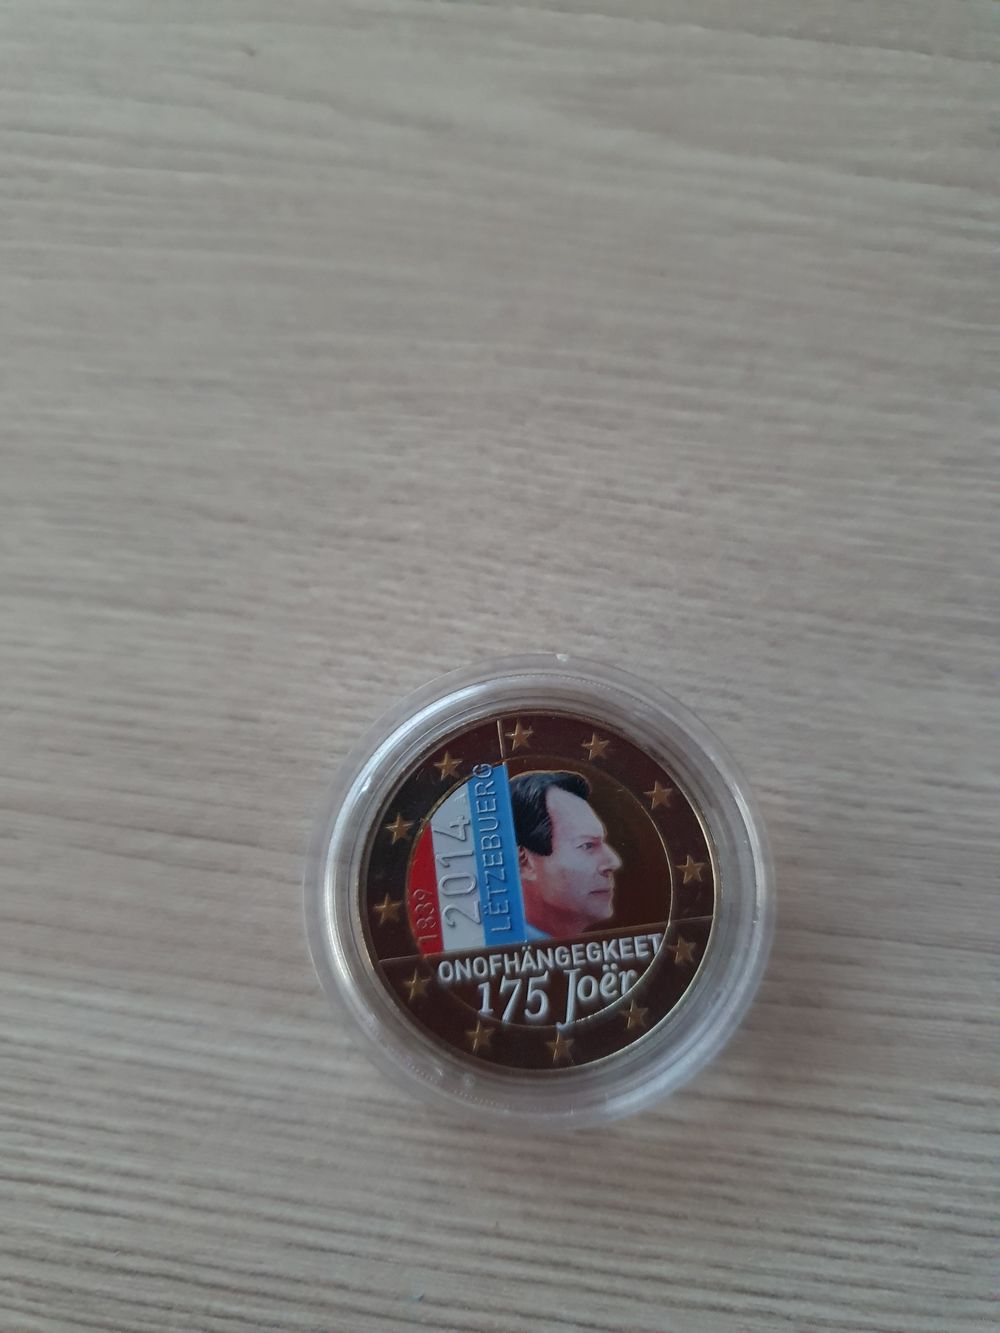 1839
2014
LËTZEBUERG
ONOFHÄNGEGKEET
175 Joër